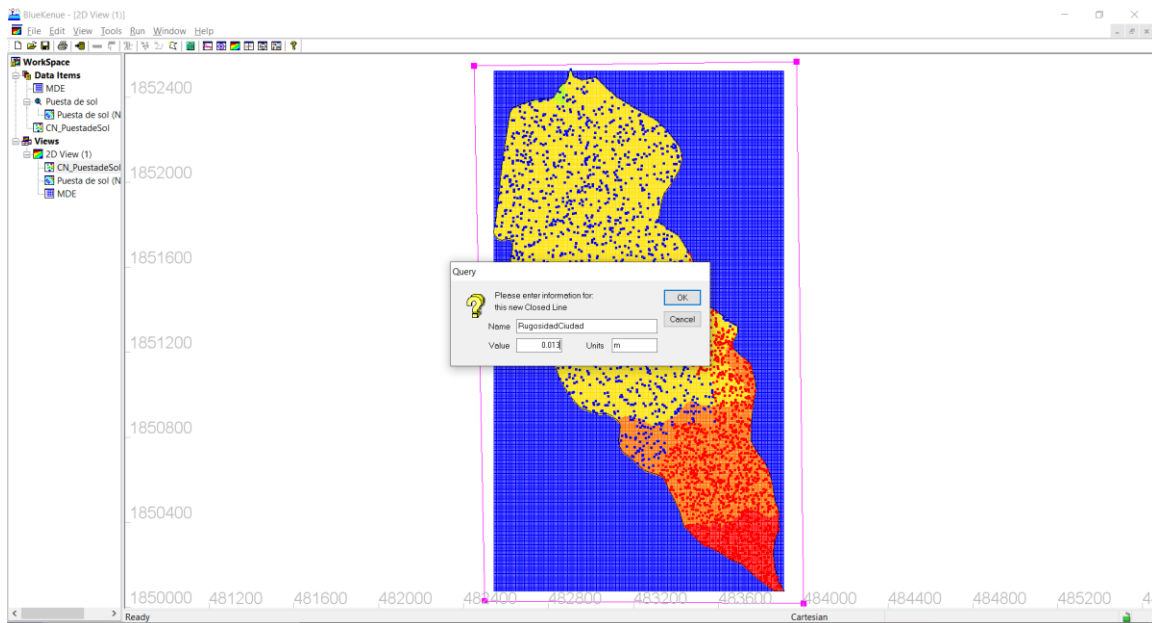 BlueKenue - [2D View (1)]
File Edit View Tools Run Window Help
WorkSpace
Data Items
MDE
Puesta de sol
Puesta de sol (N
CN_PuestadeSol
Views
2D View (1)
CN_PuestadeSol
Puesta de sol (N
MDE
1852400
1852000
1851600
1851200
1850800
1850400
1850000 481200 481600 482000 482400 482800 483200 483600 484000 484400 484800 485200 4
Query
Please enter information for:
this new Closed Line
Name RugosidadCiudad
Value 0.013 Units m
OK
Cancel
Ready Cartesian